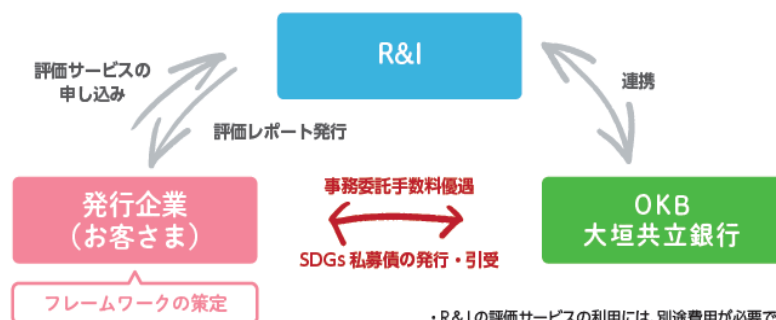 R&I
評価サービスの
申し込み
連携
評価レポート発行
発行企業
（お客さま）
事務委託手数料優遇
SDGs 私募債の発行・引受
OKB
大垣共立銀行
フレームワークの策定
・R&Iの評価サービスの利用には、別途費用が必要で